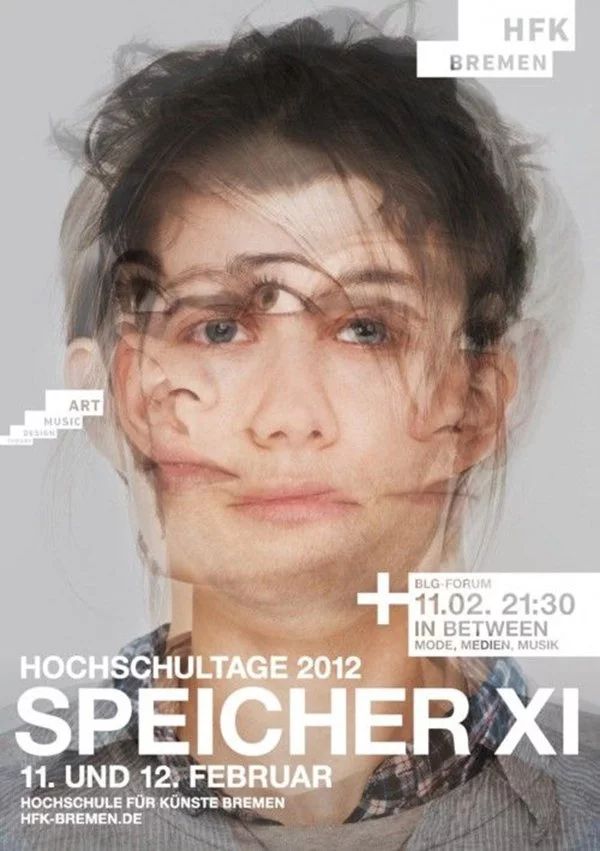 HFK
BREMEN
ART
MUSIC
DESIGN
BLG-FORUM
+ 11.02. 21:30
IN BETWEEN
MODE, MEDIEN, MUSIK
HOCHSCHULTAGE 2012
SPEICHER XI
11. UND 12. FEBRUAR
HOCHSCHULE FÜR KÜNSTE BREMEN
HFK-BREMEN.DE